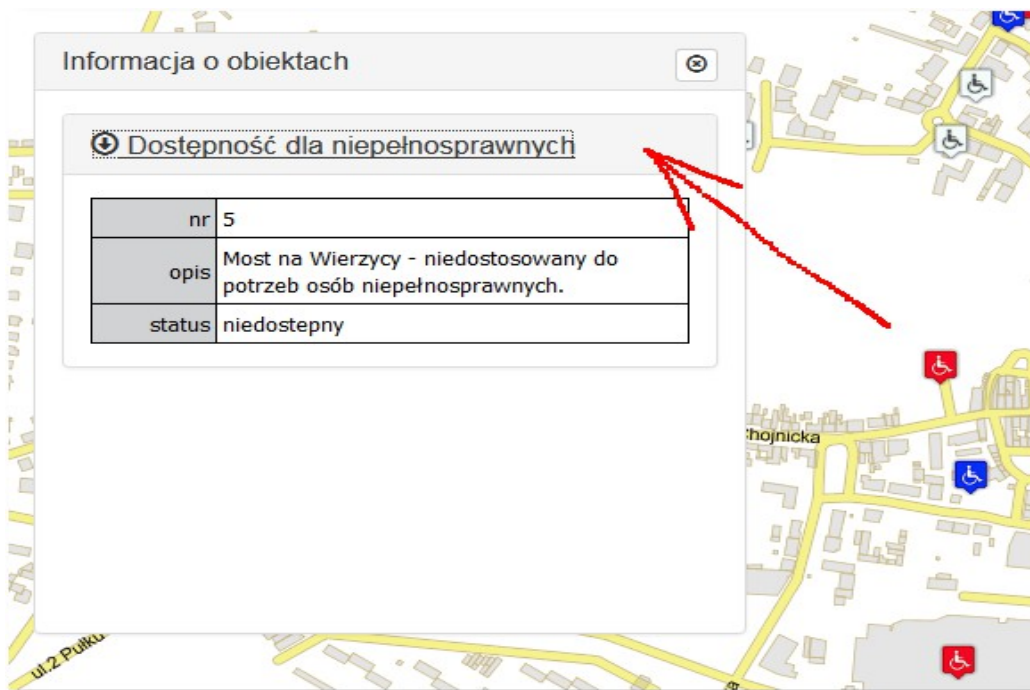 Informacja o obiektach
Dostępność dla niepełnosprawnych
nr 5
opis Most na Wierzycy - niedostosowany do
potrzeb osób niepełnosprawnych.
status niedostepny
hojnicka
ul.2 Pułku